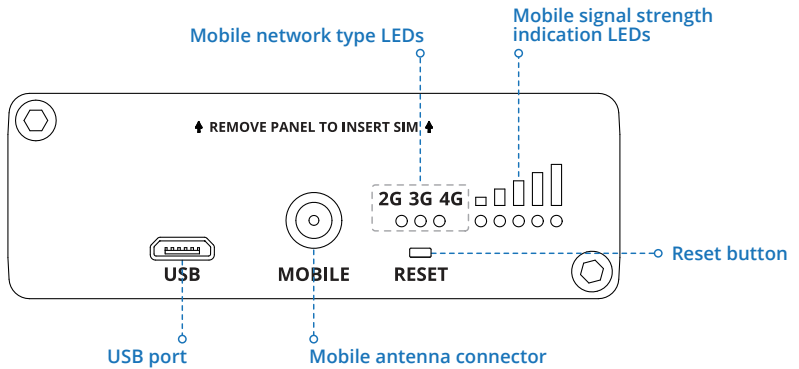 Mobile signal strength
indication LEDs
Mobile network type LEDs
REMOVE PANEL TO INSERT SIM
2G 3G 4G
Reset button
USB
MOBILE
RESET
USB port
Mobile antenna connector